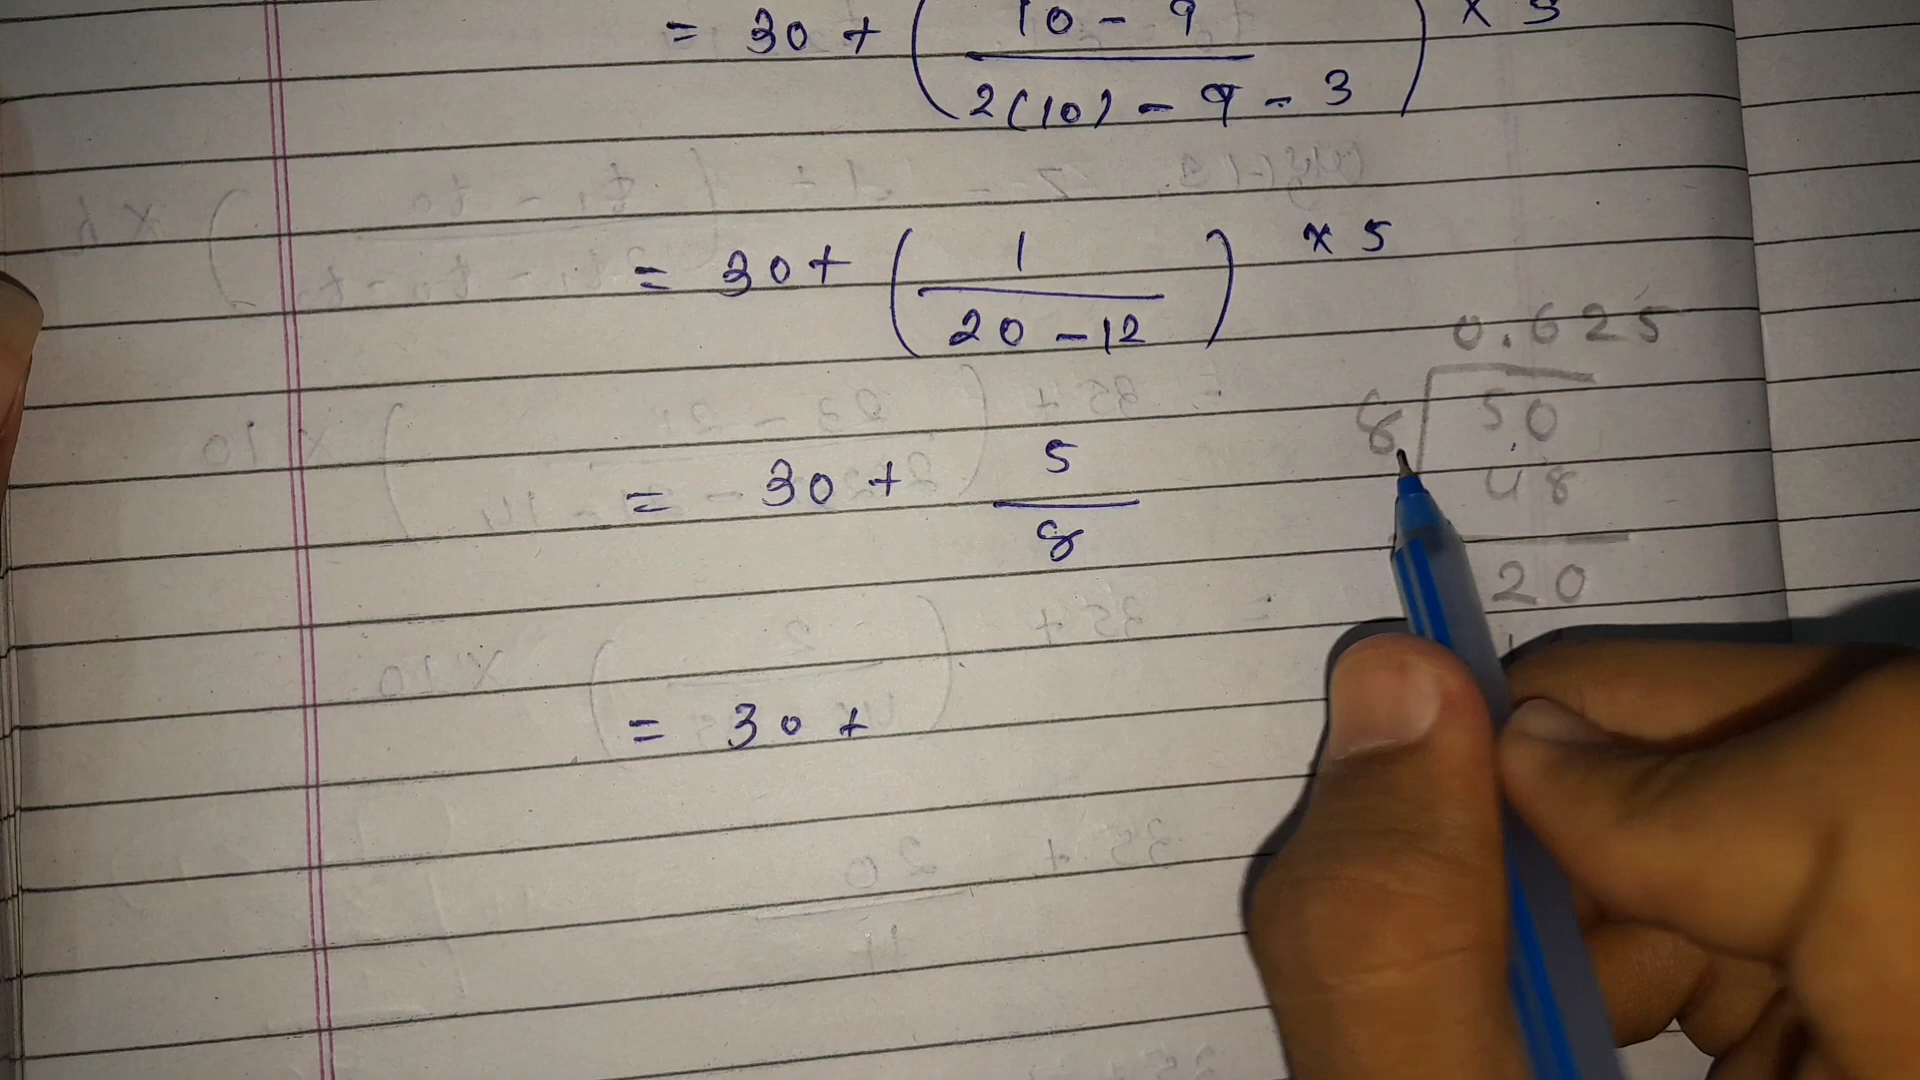 = 30 + ( 10 - 9 / 2(10) - 9 - 3 ) × 5
= 30 + ( 1 / 20 - 12 ) × 5
= 30 + 5 / 8
= 30 +
0.625
8 50
48
20